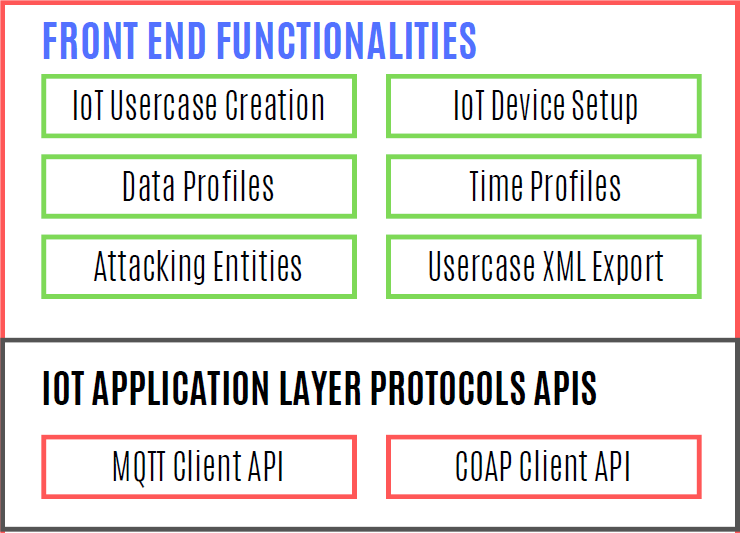 FRONT END FUNCTIONALITIES
IoT Usercase Creation
IoT Device Setup
Data Profiles
Time Profiles
Attacking Entities
Usercase XML Export
IOT APPLICATION LAYER PROTOCOLS APIS
MQTT Client API
COAP Client API